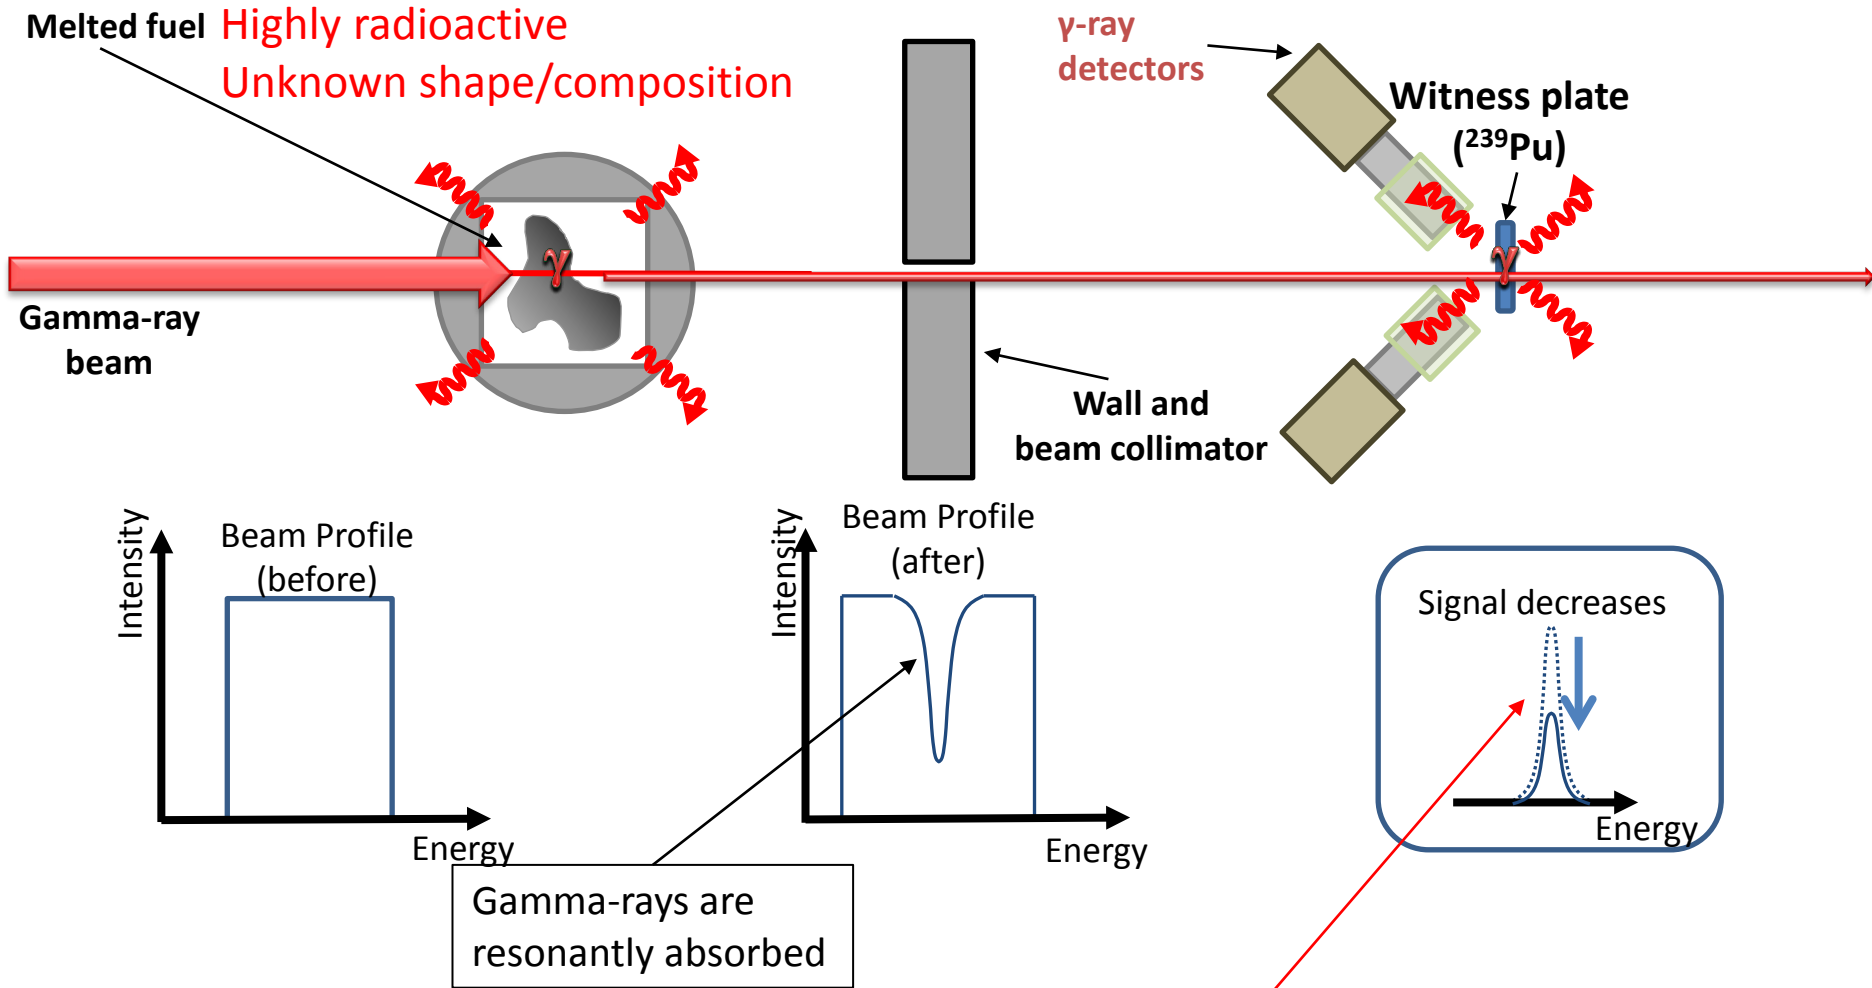 Melted fuel
Highly radioactive
Unknown shape/composition
γ-ray
detectors
Witness plate
(²³⁹Pu)
γ
γ
Gamma-ray
beam
Wall and
beam collimator
Intensity
Beam Profile
(before)
Energy
Intensity
Beam Profile
(after)
Energy
Signal decreases
Energy
Gamma-rays are
resonantly absorbed